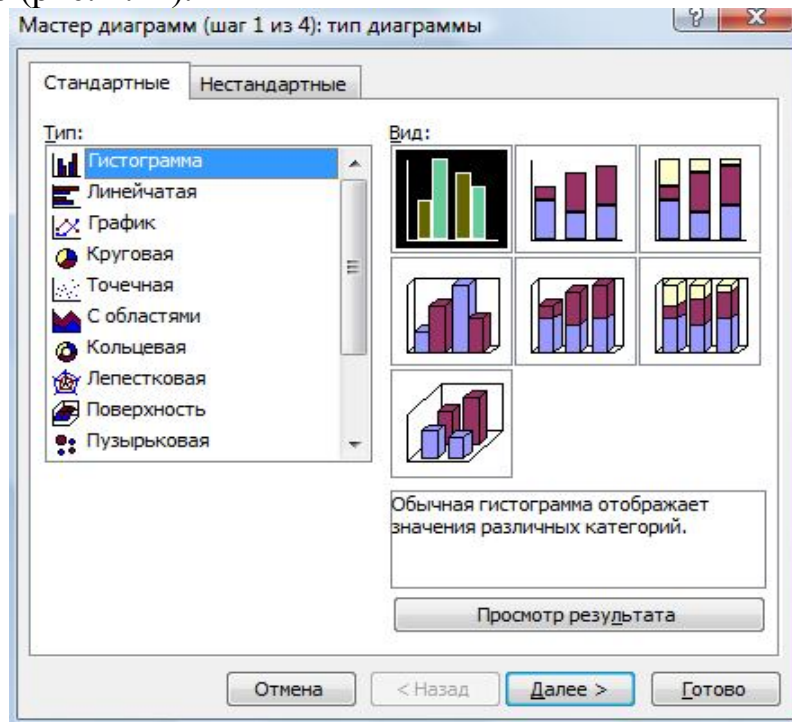 Мастер диаграмм (шаг 1 из 4): тип диаграммы
Стандартные
Нестандартные
Тип:
Гистограмма
Линейчатая
График
Круговая
Точечная
С областями
Кольцевая
Лепестковая
Поверхность
Пузырьковая
Вид:
Обычная гистограмма отображает
значения различных категорий.
Просмотр результата
Отмена
< Назад
Далее >
Готово